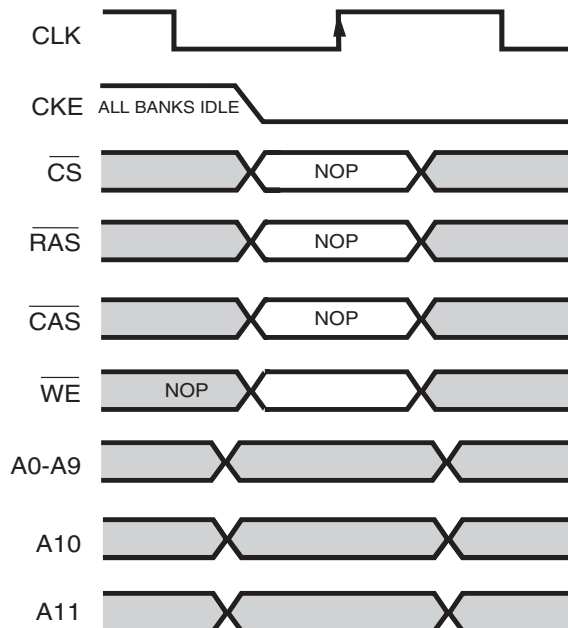 CLK
CKE ALL BANKS IDLE
CS NOP
RAS NOP
CAS NOP
WE NOP
A0-A9
A10
A11